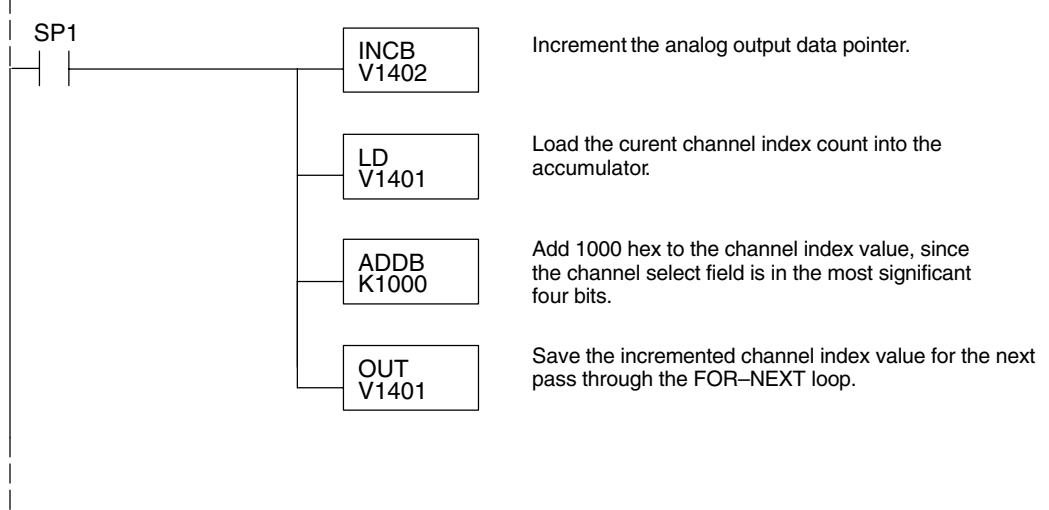 SP1
INCB
V1402
Increment the analog output data pointer.
LD
V1401
Load the curent channel index count into the
accumulator.
ADDB
K1000
Add 1000 hex to the channel index value, since
the channel select field is in the most significant
four bits.
OUT
V1401
Save the incremented channel index value for the next
pass through the FOR–NEXT loop.